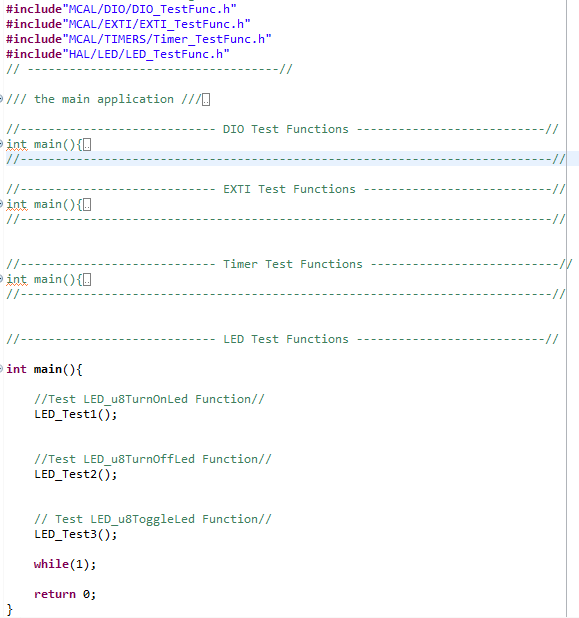 #include"MCAL/DIO/DIO_TestFunc.h"
#include"MCAL/EXTI/EXTI_TestFunc.h"
#include"MCAL/TIMERS/Timer_TestFunc.h"
#include"HAL/LED/LED_TestFunc.h"
// ------------------------------------//
/// the main application ///..
//---------------------------- DIO Test Functions ---------------------------//
int main(){..
//----------------------------------------------------------------------------//
//---------------------------- EXTI Test Functions --------------------------//
int main(){..
//----------------------------------------------------------------------------//
//---------------------------- Timer Test Functions ---------------------------//
int main(){..
//----------------------------------------------------------------------------//
//---------------------------- LED Test Functions ---------------------------//
int main(){
//Test LED_u8TurnOnLed Function//
LED_Test1();
//Test LED_u8TurnOffLed Function//
LED_Test2();
// Test LED_u8ToggleLed Function//
LED_Test3();
while(1);
return 0;
}